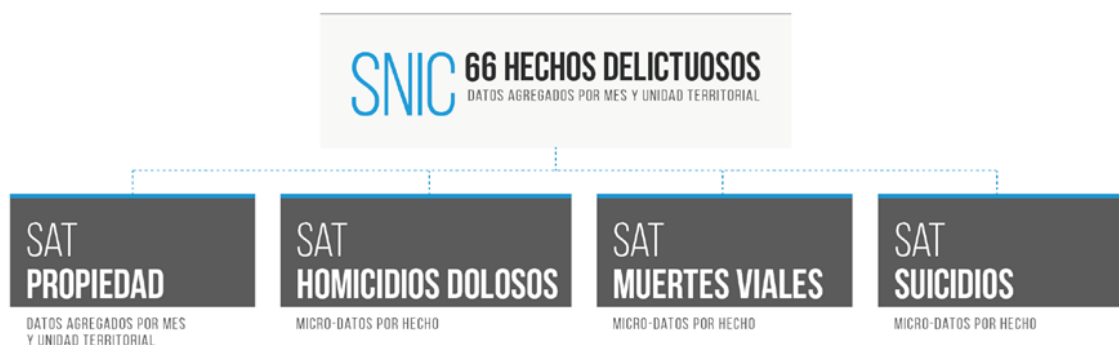 SNIC 66 HECHOS DELICTUOSOS
DATOS AGREGADOS POR MES Y UNIDAD TERRITORIAL
SAT
PROPIEDAD
DATOS AGREGADOS POR MES
Y UNIDAD TERRITORIAL
SAT
HOMICIDIOS DOLOSOS
MICRO-DATOS POR HECHO
SAT
MUERTES VIALES
MICRO-DATOS POR HECHO
SAT
SUICIDIOS
MICRO-DATOS POR HECHO